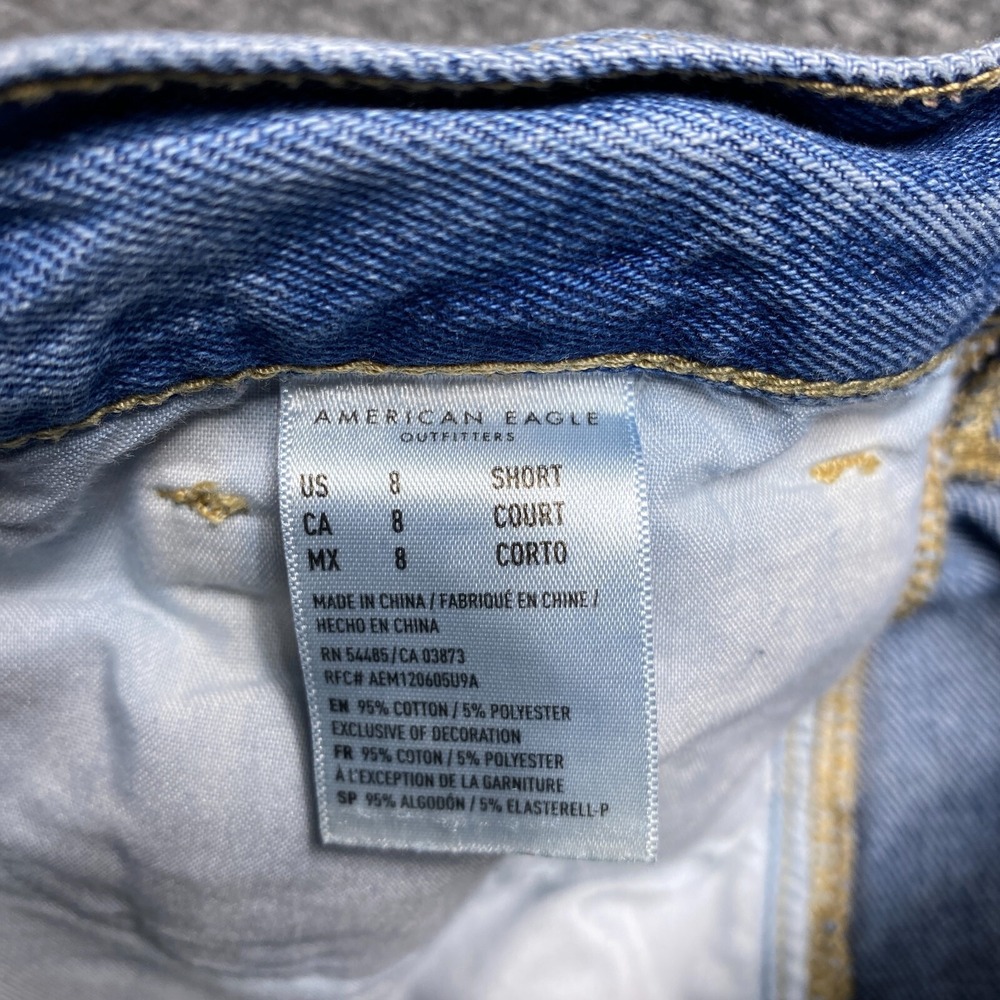 AMERICAN EAGLE
OUTFITTERS
US 8 SHORT
CA 8 COURT
MX 8 CORTO
MADE IN CHINA / FABRIQUÉ EN CHINE /
HECHO EN CHINA
RN 54485 / CA 03873
RFC# AEM120605U9A
EN 95% COTTON / 5% POLYESTER
EXCLUSIVE OF DECORATION
FR 95% COTON / 5% POLYESTER
À L'EXCEPTION DE LA GARNITURE
SP 95% ALGODÓN / 5% ELASTERELL-P